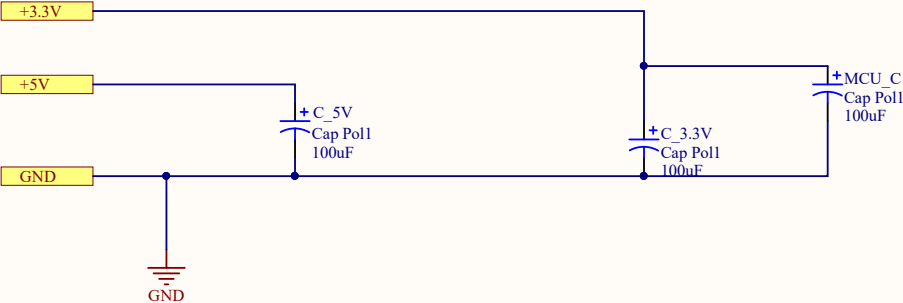 +3.3V
+5V
GND
+ C_5V
Cap Pol1
100uF
+ C_3.3V
Cap Pol1
100uF
+ MCU_C
Cap Pol1
100uF
GND